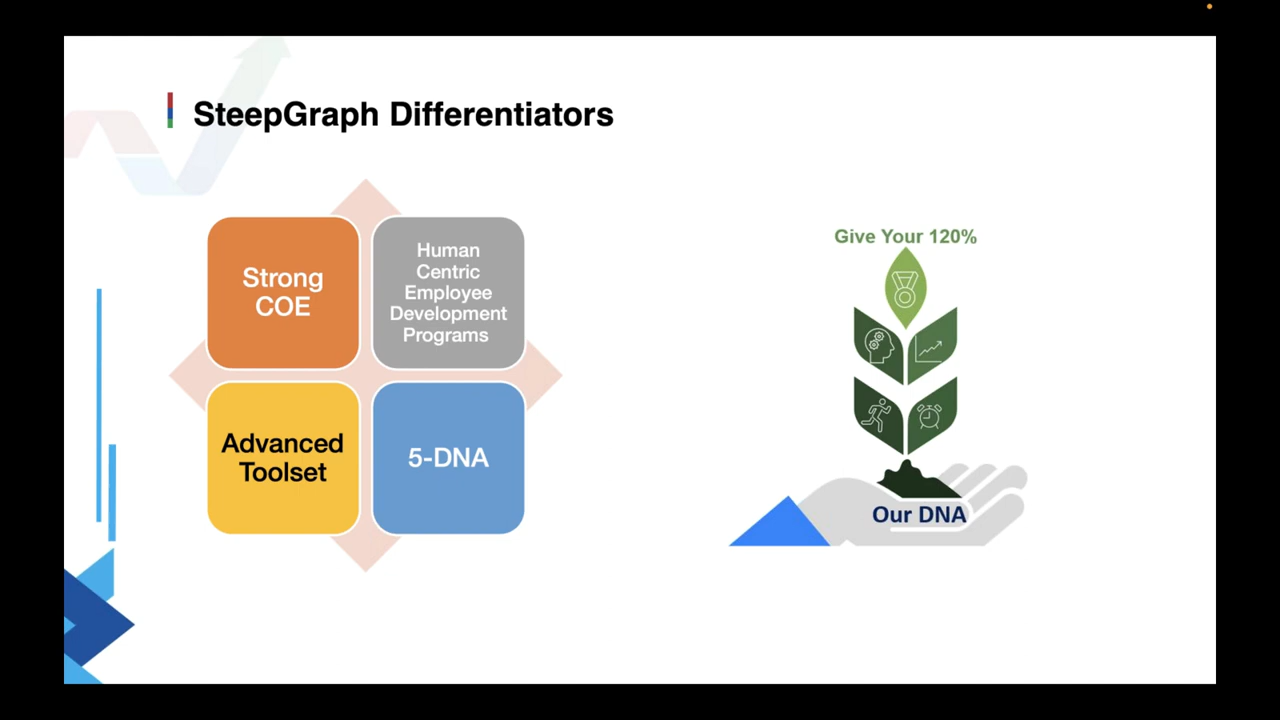 SteepGraph Differentiators
Strong
COE
Human
Centric
Employee
Development
Programs
Advanced
Toolset
5-DNA
Give Your 120%
Our DNA